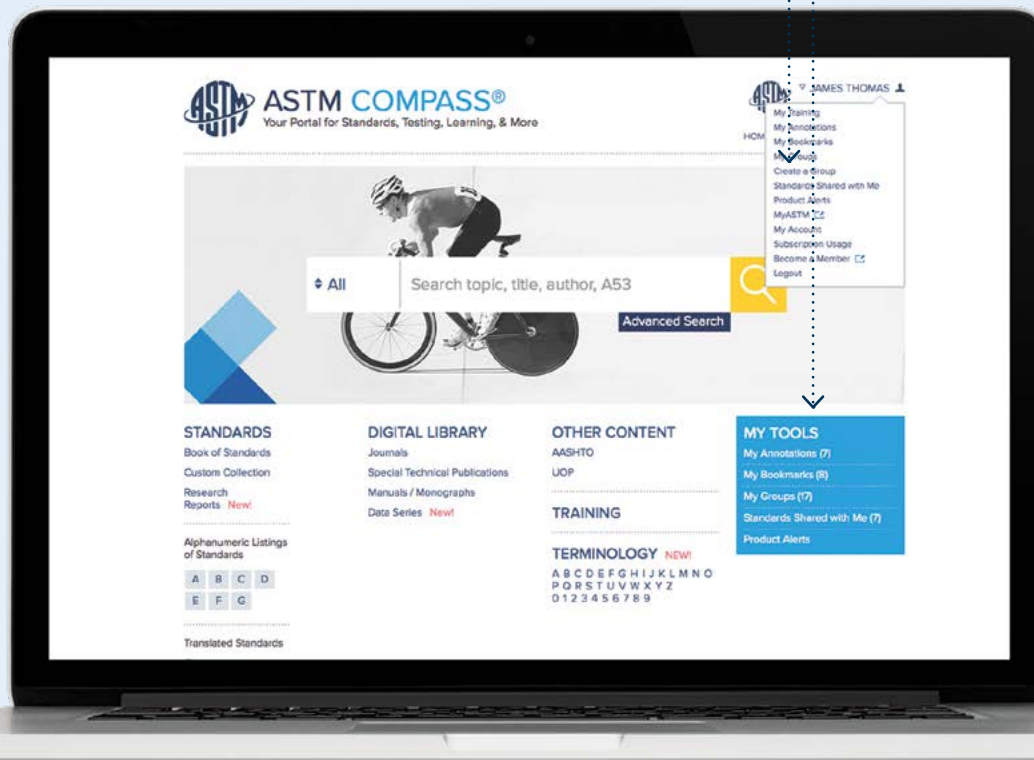 ASTM
ASTM COMPASS®
Your Portal for Standards, Testing, Learning, & More
ASTM
JAMES THOMAS
HOM
My Training
My Annotations
My Bookmarks
My Groups
Create a Group
Standards Shared with Me
Product Alerts
MyASTM
My Account
Subscription Usage
Become a Member
Logout
All
Search topic, title, author, A53
Advanced Search
STANDARDS
Book of Standards
Custom Collection
Research
Reports New!
Alphanumeric Listings
of Standards
A B C D
E F G
Translated Standards
DIGITAL LIBRARY
Journals
Special Technical Publications
Manuals / Monographs
Data Series New!
OTHER CONTENT
AASHTO
UOP
TRAINING
TERMINOLOGY NEW!
A B C D E F G H I J K L M N O
P Q R S T U V W X Y Z
0 1 2 3 4 5 6 7 8 9
MY TOOLS
My Annotations (7)
My Bookmarks (8)
My Groups (17)
Standards Shared with Me (7)
Product Alerts